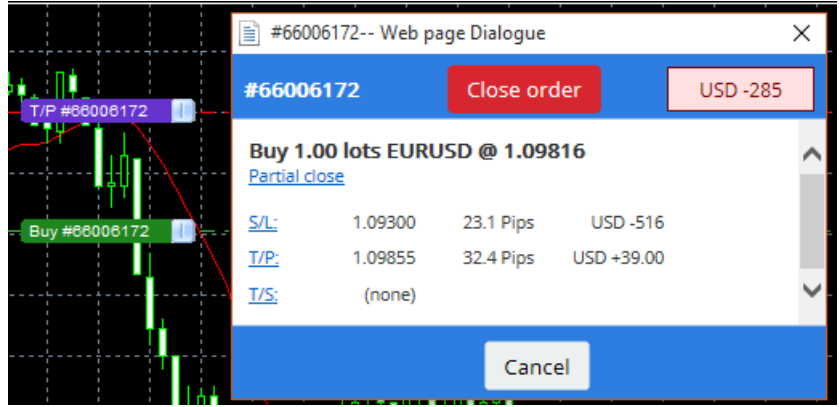 #66006172-- Web page Dialogue
#66006172 Close order USD -285
T/P #66006172
Buy 1.00 lots EURUSD @ 1.09816
Partial close
S/L: 1.09300 23.1 Pips USD -516
Buy #66006172
T/P: 1.09855 32.4 Pips USD +39.00
T/S: (none)
Cancel